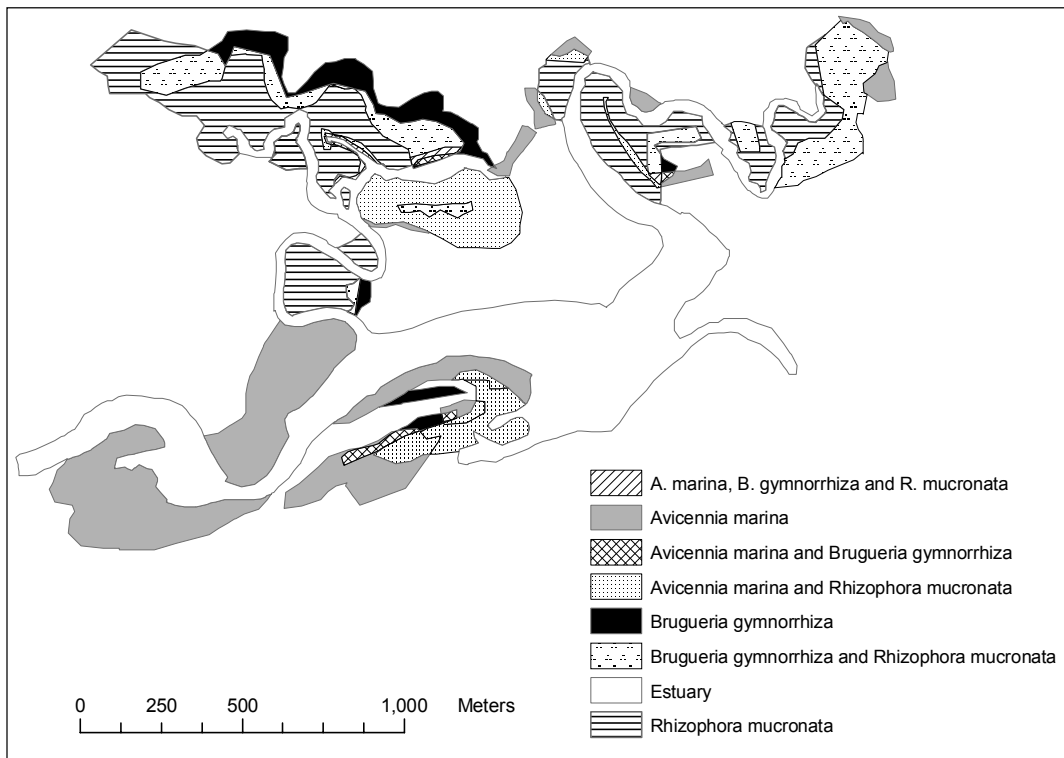 A. marina, B. gymnorrhiza and R. mucronata
Avicennia marina
Avicennia marina and Brugueria gymnorrhiza
Avicennia marina and Rhizophora mucronata
Brugueria gymnorrhiza
Brugueria gymnorrhiza and Rhizophora mucronata
Estuary
Rhizophora mucronata
0 250 500 1,000 Meters